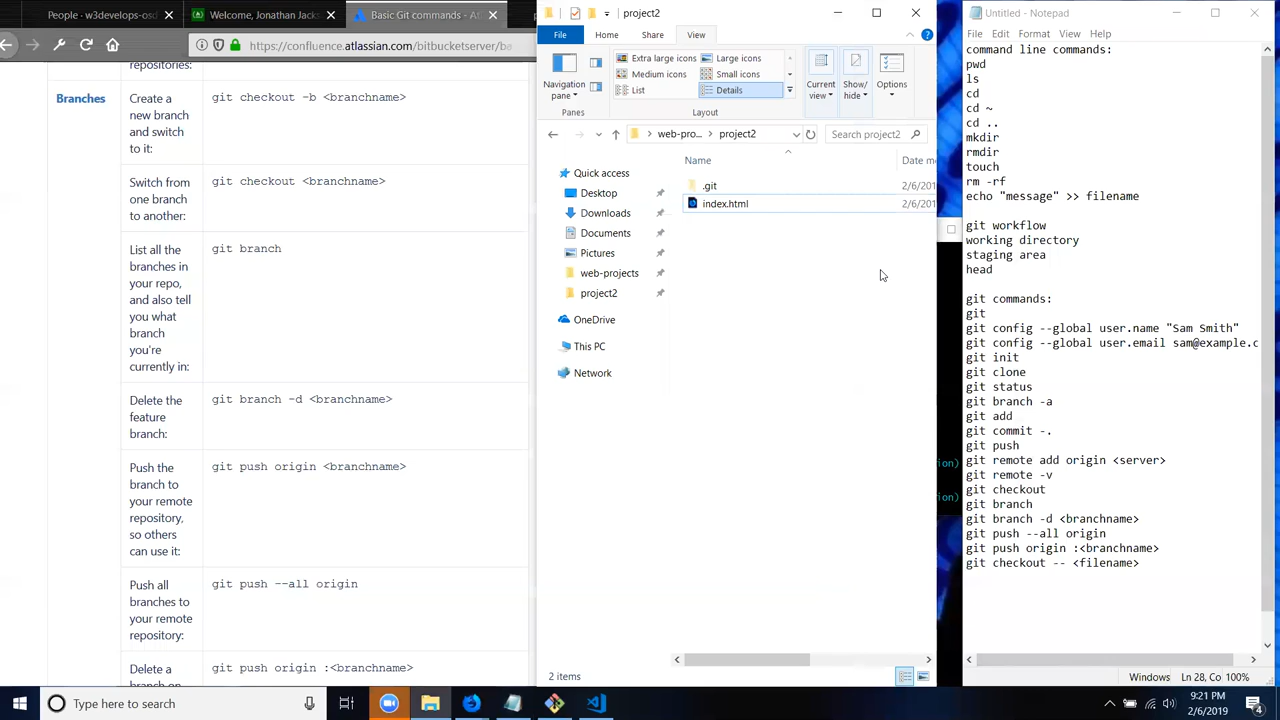 People - w3develops-osc
Welcome, Jonathan Jack
Basic Git commands - At
https://confluence.atlassian.com/bitbucketserver/ba
repositories:
Branches
Create a
new branch
and switch
to it:
git checkout -b <branchname>
Switch from
one branch
to another:
git checkout <branchname>
List all the
branches in
your repo,
and also tell
you what
branch
you're
currently in:
git branch
Delete the
feature
branch:
git branch -d <branchname>
Push the
branch to
your remote
repository,
so others
can use it:
git push origin <branchname>
Push all
branches to
your remote
repository:
git push --all origin
Delete a
branch on
git push origin :<branchname>
project2
File
Home
Share
View
Navigation
pane
Extra large icons
Large icons
Medium icons
Small icons
List
Details
Current
view
Show/
hide
Options
Panes
Layout
web-pro...
project2
Search project2
Name
Date mo
.git
2/6/201
index.html
2/6/201
Quick access
Desktop
Downloads
Documents
Pictures
web-projects
project2
OneDrive
This PC
Network
2 items
ion)
ion)
Untitled - Notepad
File
Edit
Format
View
Help
command line commands:
pwd
ls
cd
cd ~
cd ..
mkdir
rmdir
touch
rm -rf
echo "message" >> filename
git workflow
working directory
staging area
head
git commands:
git
git config --global user.name "Sam Smith"
git config --global user.email sam@example.c
git init
git clone
git status
git branch -a
git add
git commit -.
git push
git remote add origin <server>
git remote -v
git checkout
git branch
git branch -d <branchname>
git push --all origin
git push origin :<branchname>
git checkout -- <filename>
Windows
Ln 28, Co
100%
Type here to search
9:21 PM
2/6/2019